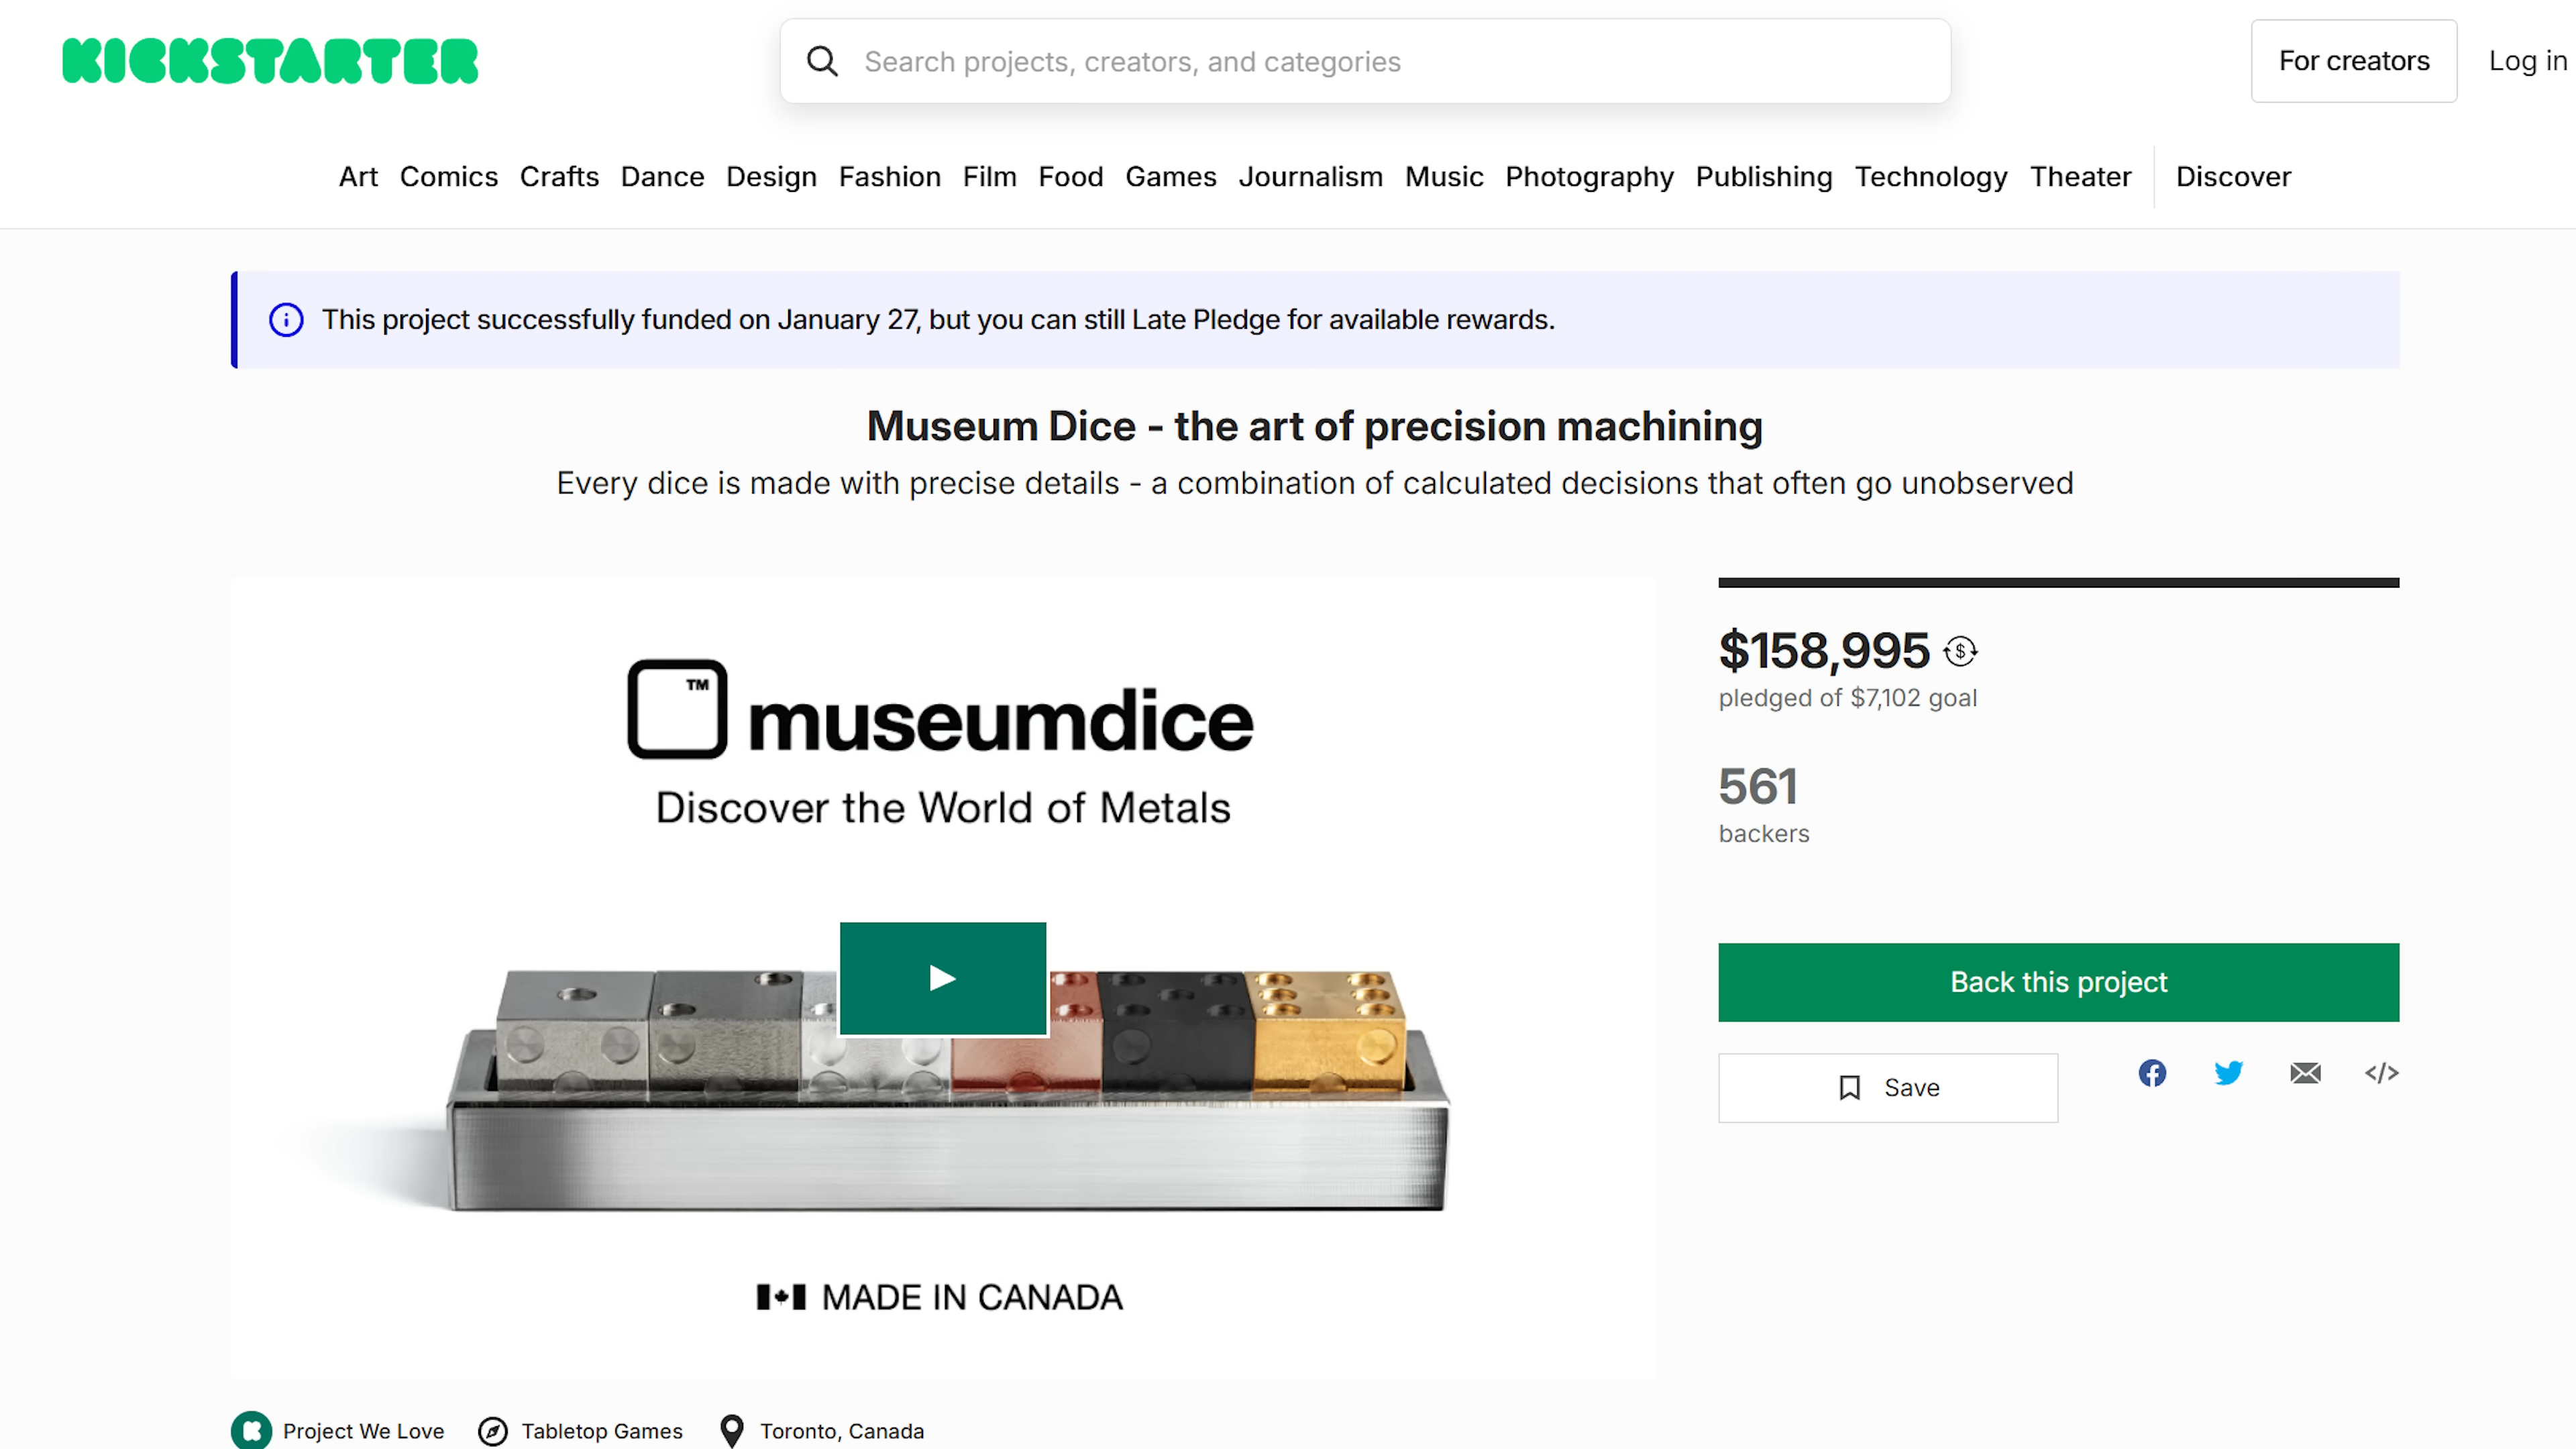 KICKSTARTER
Search projects, creators, and categories
For creators
Log in
Art Comics Crafts Dance Design Fashion Film Food Games Journalism Music Photography Publishing Technology Theater Discover
This project successfully funded on January 27, but you can still Late Pledge for available rewards.
Museum Dice - the art of precision machining
Every dice is made with precise details - a combination of calculated decisions that often go unobserved
TM museumdice
Discover the World of Metals
MADE IN CANADA
$158,995
pledged of $7,102 goal
561
backers
Back this project
Save
Project We Love
Tabletop Games
Toronto, Canada